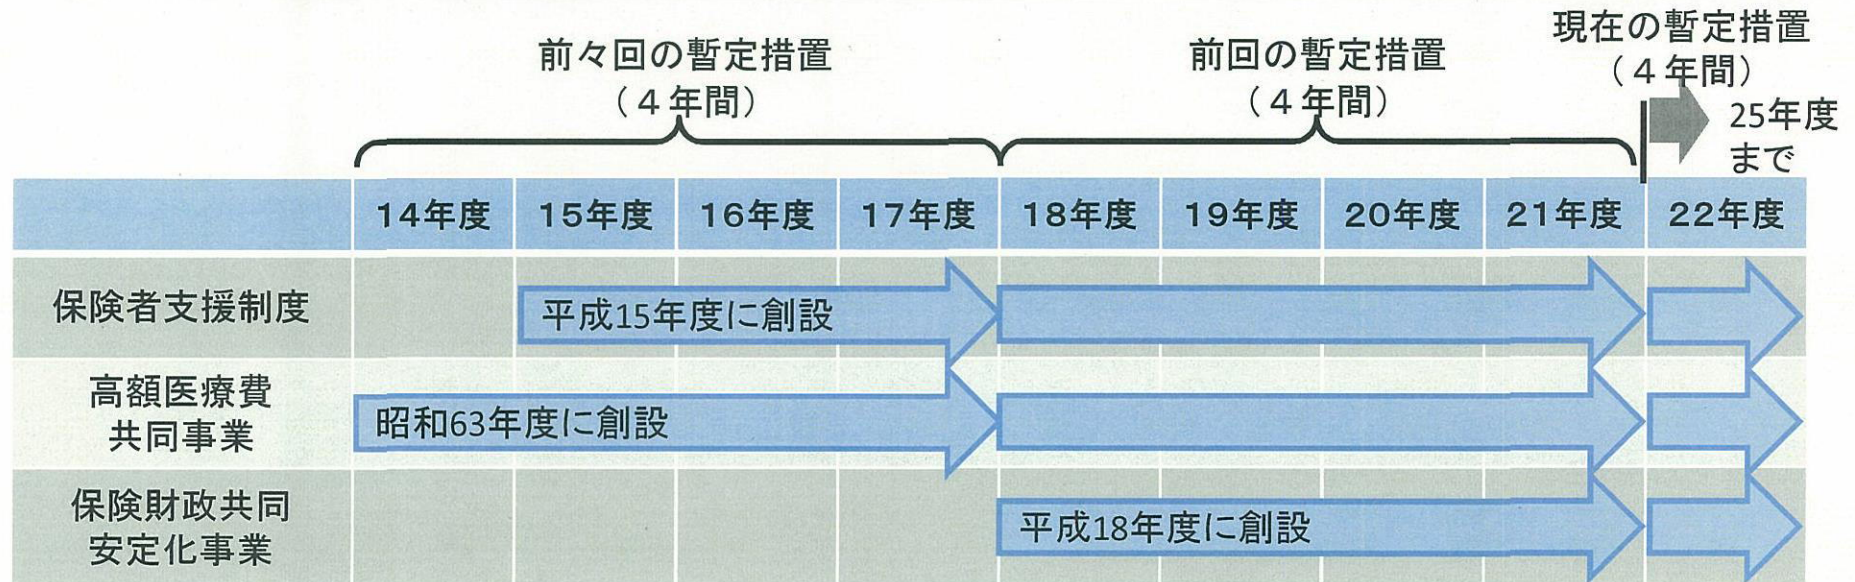 前々回の暫定措置
（４年間）
前回の暫定措置
（４年間）
現在の暫定措置
（４年間）
25年度
まで
14年度 15年度 16年度 17年度 18年度 19年度 20年度 21年度 22年度
保険者支援制度
平成15年度に創設
高額医療費
共同事業
昭和63年度に創設
保険財政共同
安定化事業
平成18年度に創設